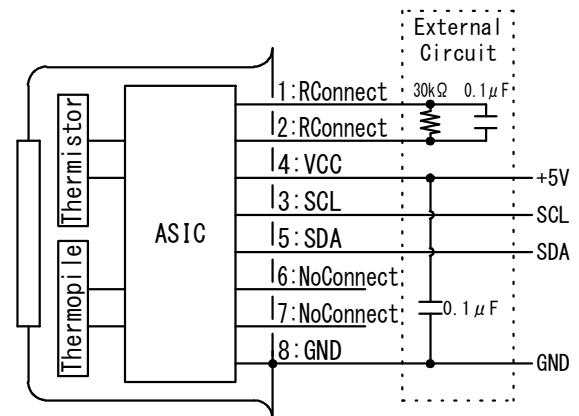 External
Circuit
1:RConnect
30kΩ
0.1μF
2:RConnect
4:VCC
+5V
3:SCL
SCL
5:SDA
SDA
6:NoConnect
7:NoConnect
0.1μF
8:GND
GND
Thermistor
Thermopile
ASIC